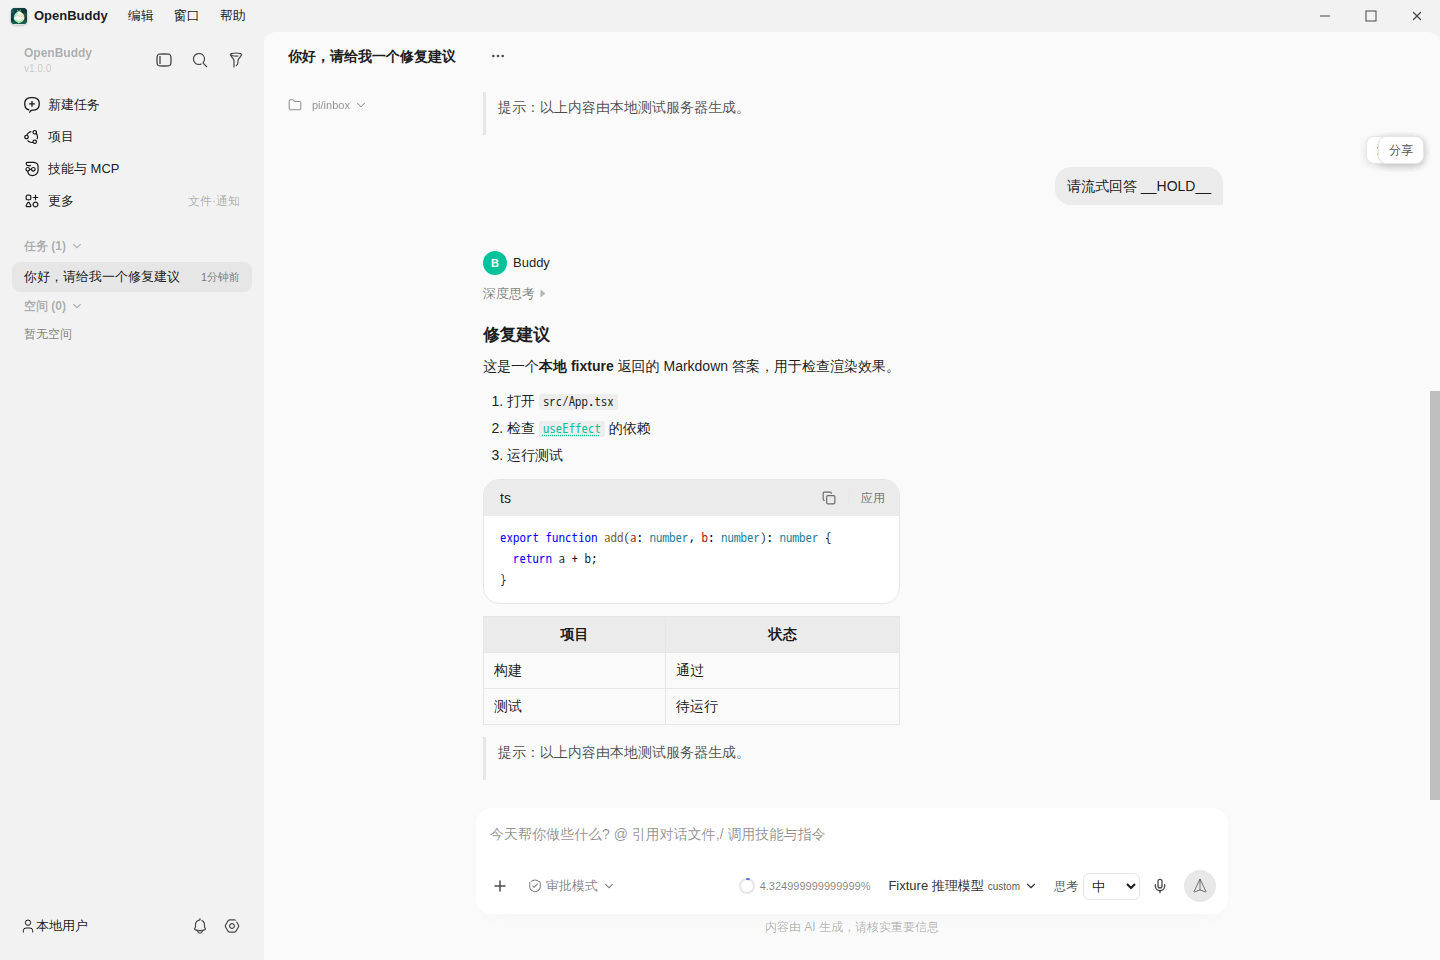 OpenBuddy 编辑 窗口 帮助
OpenBuddy
v1.0.0
新建任务
项目
技能与 MCP
更多 文件·通知
任务 (1)
你好，请给我一个修复建议 1分钟前
空间 (0)
暂无空间
本地用户
你好，请给我一个修复建议
pi/inbox
提示：以上内容由本地测试服务器生成。
分享
请流式回答 __HOLD__
B Buddy
深度思考
修复建议
这是一个本地 fixture 返回的 Markdown 答案，用于检查渲染效果。
1. 打开 src/App.tsx
2. 检查 useEffect 的依赖
3. 运行测试
ts 应用
export function add(a: number, b: number): number {
return a + b;
}
项目 状态
构建 通过
测试 待运行
提示：以上内容由本地测试服务器生成。
今天帮你做些什么? @ 引用对话文件,/ 调用技能与指令
审批模式 4.324999999999999% Fixture 推理模型 custom 思考 中
内容由 AI 生成，请核实重要信息